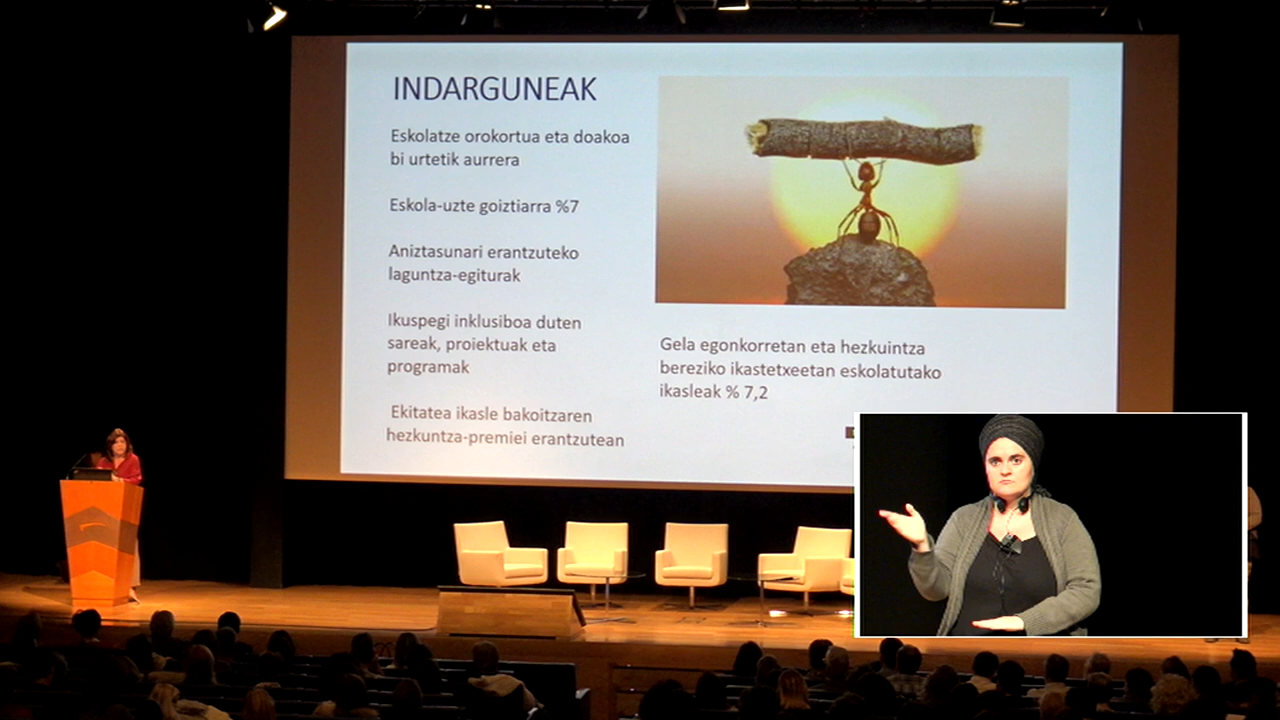 INDARGUNEAK
Eskolatze orokortua eta doakoa
bi urtetik aurrera
Eskola-uzte goiztiarra %7
Aniztasunari erantzuteko
laguntza-egiturak
Ikuspegi inklusiboa duten
sareak, proiektuak eta
programak
Ekitatea ikasle bakoitzaren
hezkuntza-premiei erantzutean
Gela egonkorretan eta hezkuintza
bereziko ikastetxeetan eskolatutako
ikasleak % 7,2